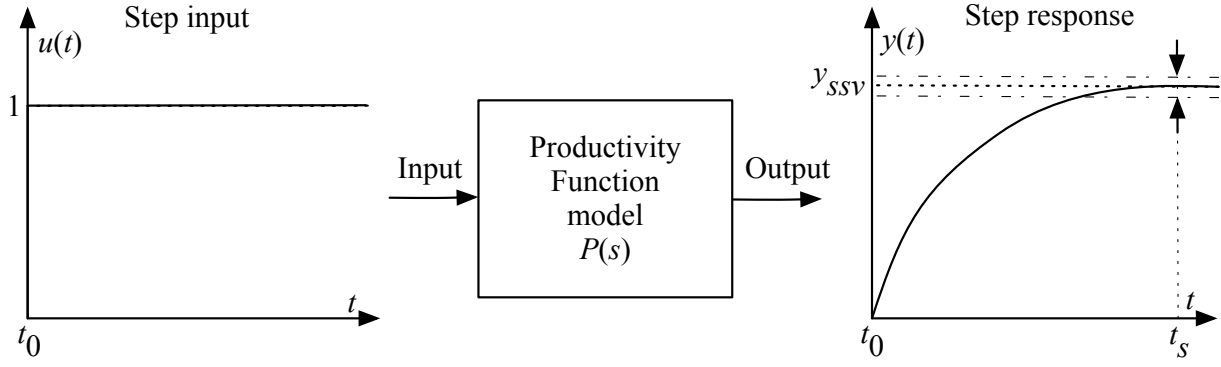 Step input
u(t)
1
t
t0
Input
Productivity
Function
model
P(s)
Output
Step response
y(t)
yssv
t
t0
ts